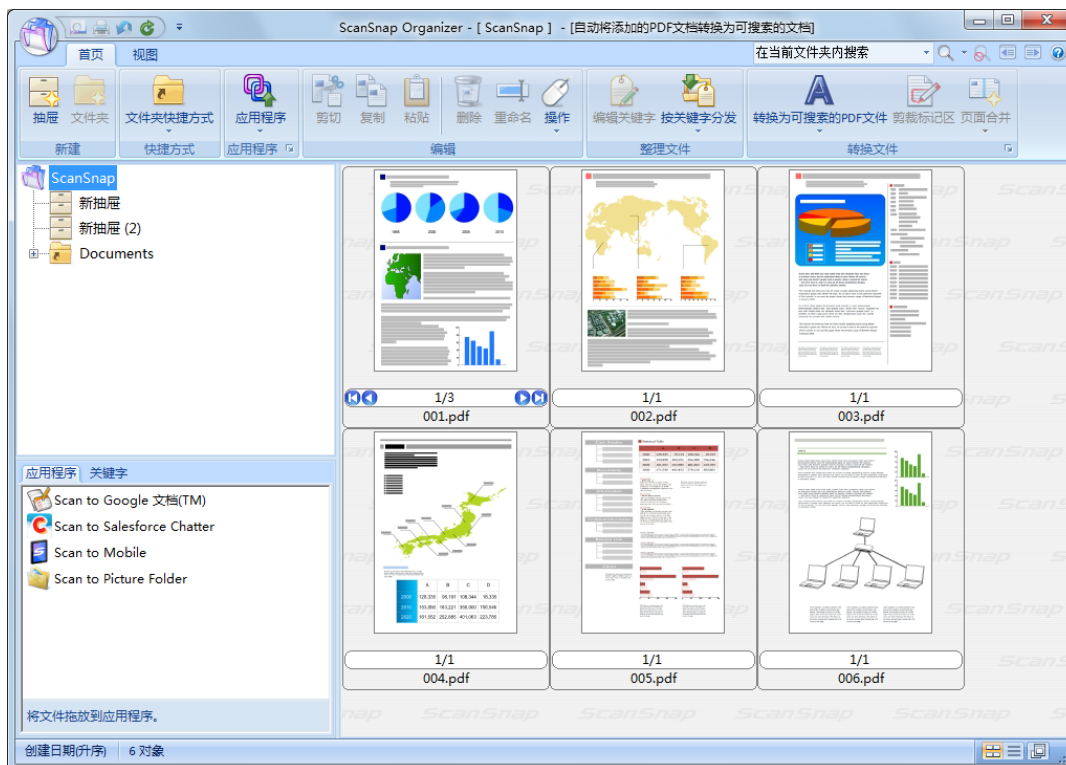 ScanSnap Organizer - [ ScanSnap ] - [自动将添加的PDF文档转换为可搜索的文档]
首页 视图
在当前文件夹内搜索
抽屉 文件夹 文件夹快捷方式 应用程序 剪切 复制 粘贴 删除 重命名 操作 编辑关键字 按关键字分发 转换为可搜索的PDF文件 剪裁标记区 页面合并
新建 快捷方式 应用程序 编辑 整理文件 转换文件
ScanSnap
新抽屉
新抽屉 (2)
Documents
1/3 1/1 1/1
001.pdf 002.pdf 003.pdf
A B C D
1/1 1/1 1/1
004.pdf 005.pdf 006.pdf
应用程序 关键字
Scan to Google 文档(TM)
Scan to Salesforce Chatter
Scan to Mobile
Scan to Picture Folder
将文件拖放到应用程序。
创建日期(升序) 6 对象